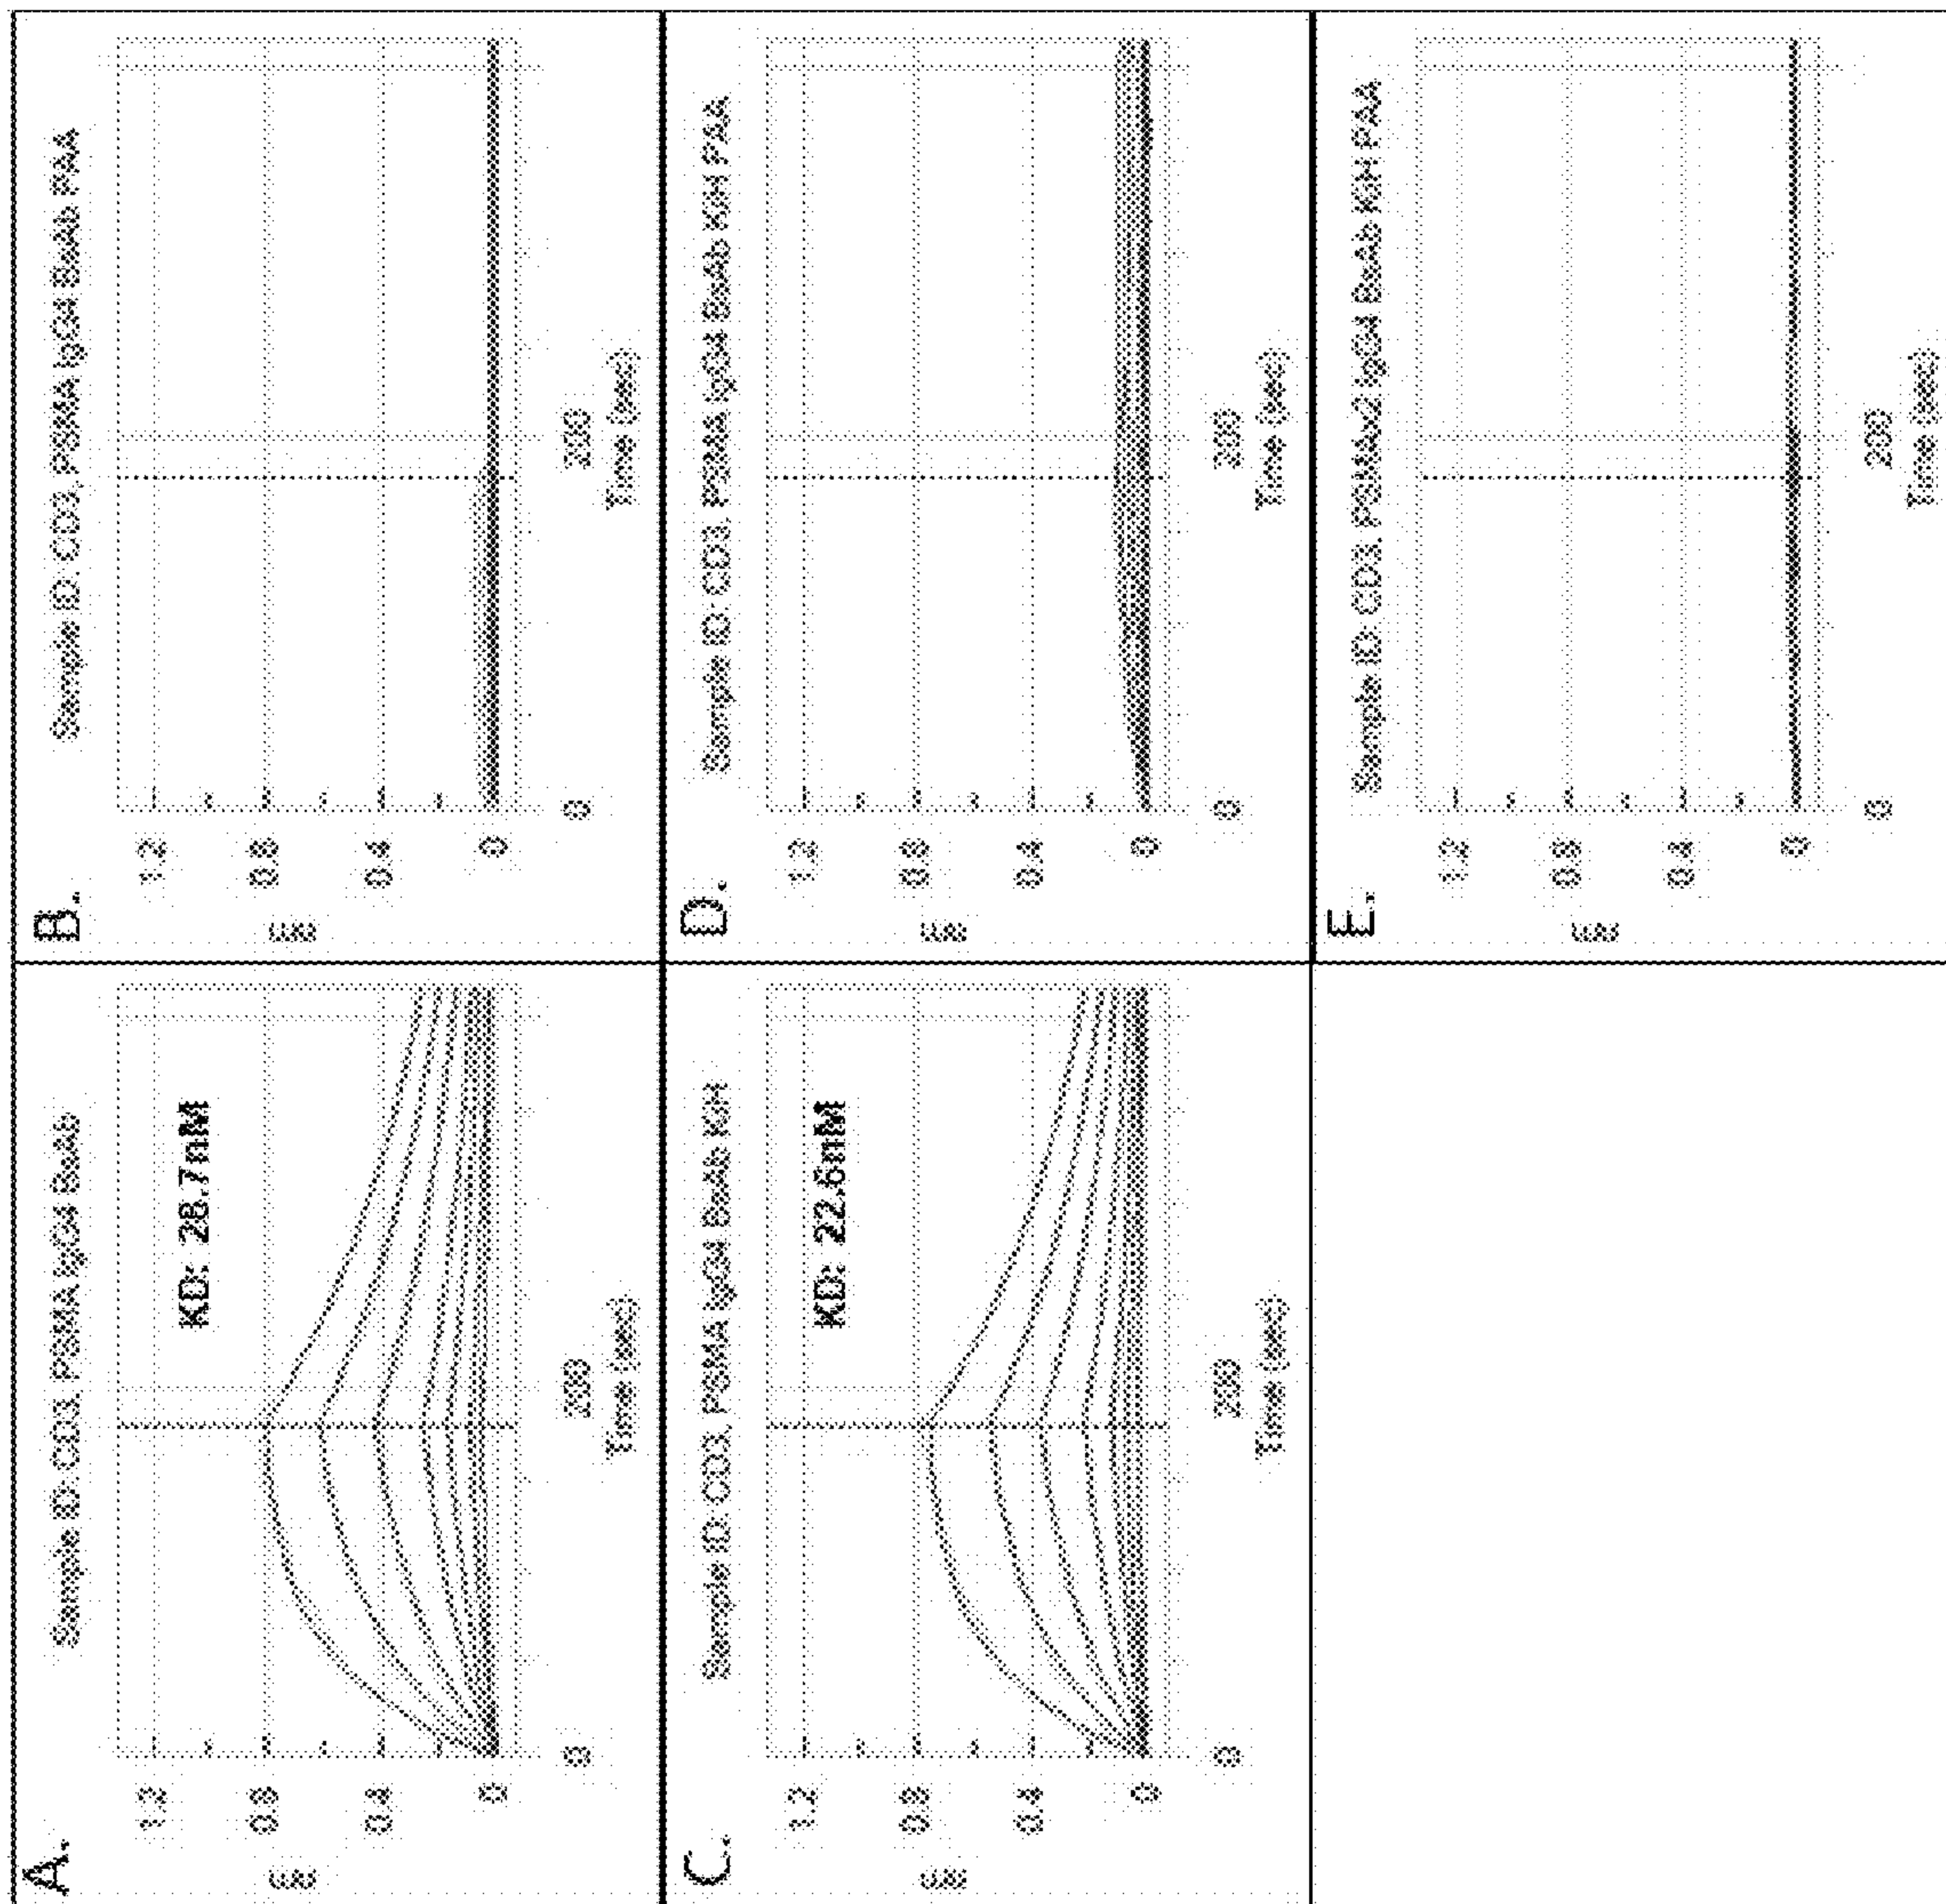 A.
Sample ID: CD3, PSMA IgG4 BsAb
KD: 28.7nM
1.2
0.8
0.4
0
0
200
Time (sec)
B.
Sample ID: CD3, PSMA IgG4 BsAb PAA
1.2
0.8
0.4
0
0
200
Time (sec)
C.
Sample ID: CD3, PSMA IgG4 BsAb KIH
KD: 22.6nM
1.2
0.8
0.4
0
0
200
Time (sec)
D.
Sample ID: CD3, PSMA IgG4 BsAb KIH PAA
1.2
0.8
0.4
0
0
200
Time (sec)
E.
Sample ID: CD3, PSMAv2 IgG4 BsAb KIH PAA
1.2
0.8
0.4
0
0
200
Time (sec)